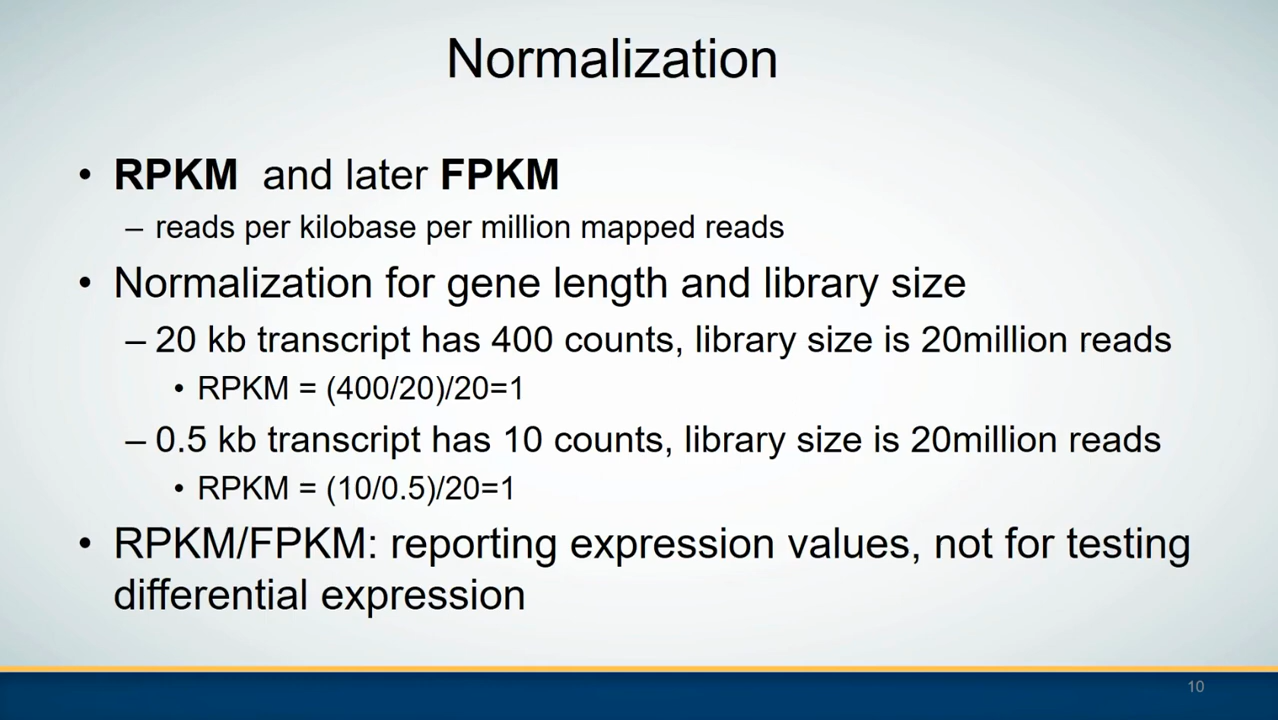 Normalization
• RPKM and later FPKM
– reads per kilobase per million mapped reads
• Normalization for gene length and library size
– 20 kb transcript has 400 counts, library size is 20million reads
• RPKM = (400/20)/20=1
– 0.5 kb transcript has 10 counts, library size is 20million reads
• RPKM = (10/0.5)/20=1
• RPKM/FPKM: reporting expression values, not for testing
differential expression
10